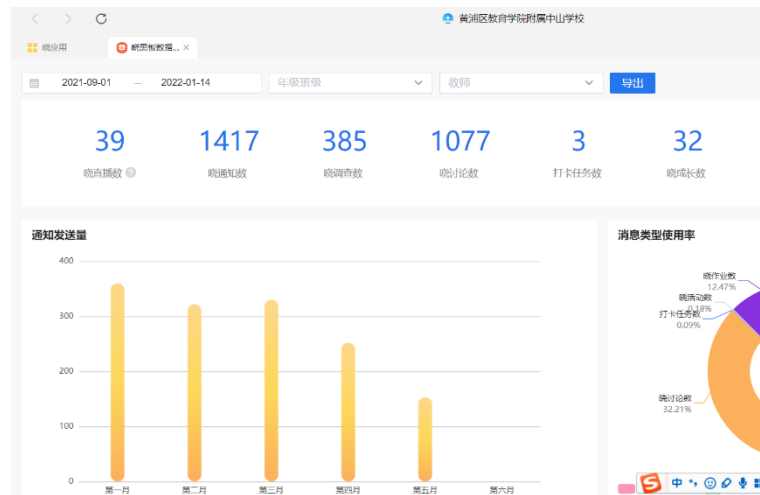 黄浦区教育学院附属中山学校
晓应用
晓黑板数据...
2021-09-01 — 2022-01-14
年级班级
教师
导出
39 1417 385 1077 3 32
晓直播数 晓通知数 晓调查数 晓讨论数 打卡任务数 晓成长数
通知发送量
400
300
200
100
0
第一月 第二月 第三月 第四月 第五月 第六月
消息类型使用率
晓作业数
12.47%
晓活动数
0.18%
打卡任务数
0.09%
晓讨论数
32.21%
中